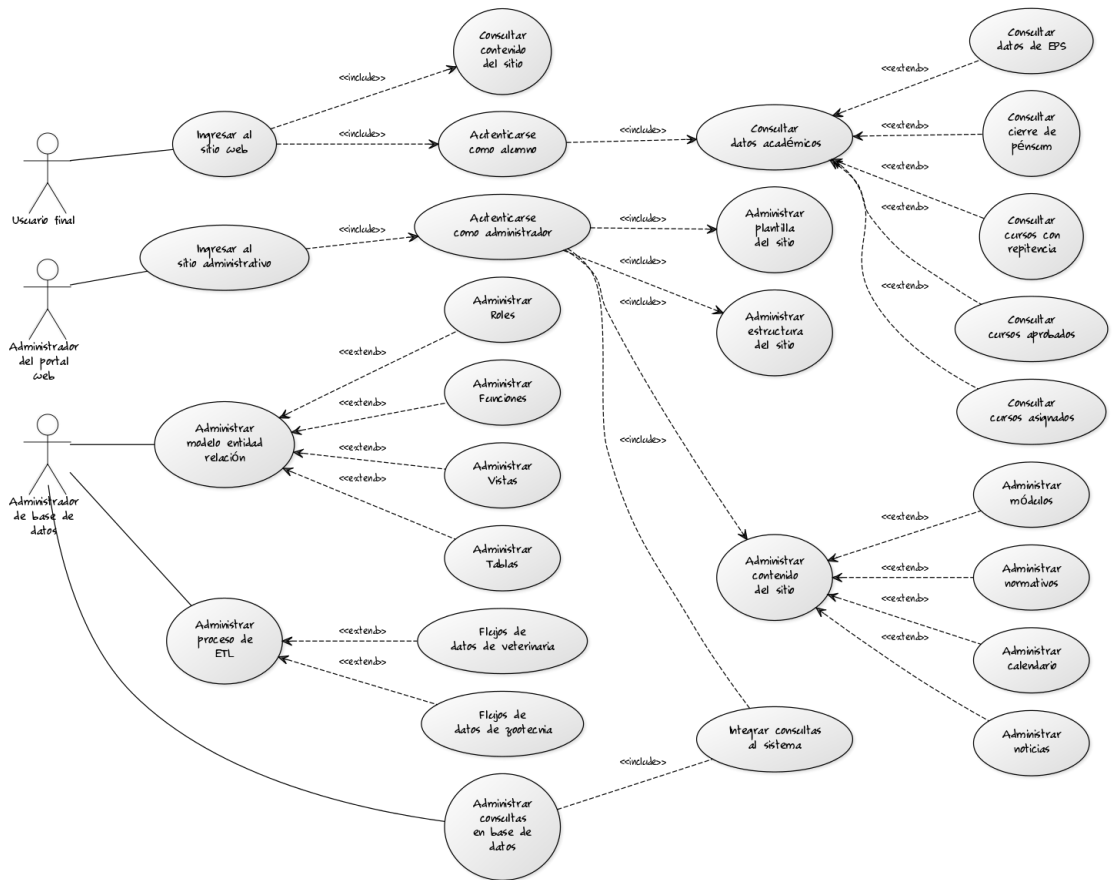 Consultar
contenido
del sitio
<<include>>
Ingresar al
sitio web
<<include>>
Autenticarse
como alumno
<<include>>
Consultar
datos académicos
Consultar
datos de EPS
<<extend>>
Consultar
cierre de
pénsum
<<extend>>
Consultar
cursos con
repitencia
<<extend>>
Consultar
cursos aprobados
<<extend>>
Consultar
cursos asignados
<<extend>>
Usuario final
Ingresar al
sitio administrativo
<<include>>
Autenticarse
como administrador
<<include>>
Administrar
plantilla
del sitio
<<include>>
<<include>>
Administrar
estructura
del sitio
<<include>>
Administrador
del portal
web
Administrar
Roles
<<extend>>
Administrar
Funciones
<<extend>>
Administrar
modelo entidad
relación
<<extend>>
Administrar
Vistas
<<extend>>
Administrar
Tablas
Administrador
de base de
datos
Administrar
contenido
del sitio
<<extend>>
Administrar
módulos
<<extend>>
Administrar
normativos
<<extend>>
Administrar
calendario
<<extend>>
Administrar
noticias
Administrar
proceso de
ETL
<<extend>>
Flujos de
datos de veterinaria
<<extend>>
Flujos de
datos de zootecnia
Integrar consultas
al sistema
<<include>>
Administrar
consultas
en base de
datos